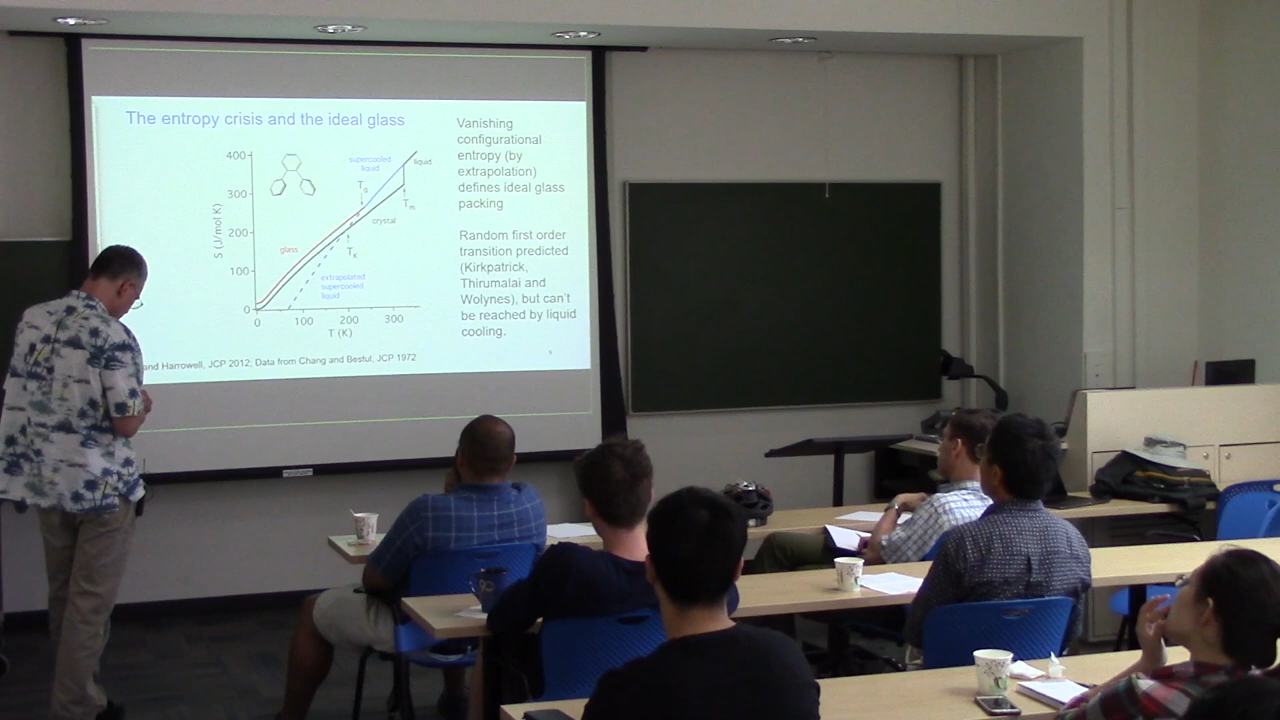 The entropy crisis and the ideal glass
400
300
200
100
0
S (J/mol K)
0
100
200
300
T (K)
supercooled
liquid
liquid
Tg
Tm
crystal
glass
TK
extrapolated
supercooled
liquid
Vanishing
configurational
entropy (by
extrapolation)
defines ideal glass
packing
Random first order
transition predicted
(Kirkpatrick,
Thirumalai and
Wolynes), but can't
be reached by liquid
cooling.
and Harrowell, JCP 2012; Data from Chang and Bestul, JCP 1972